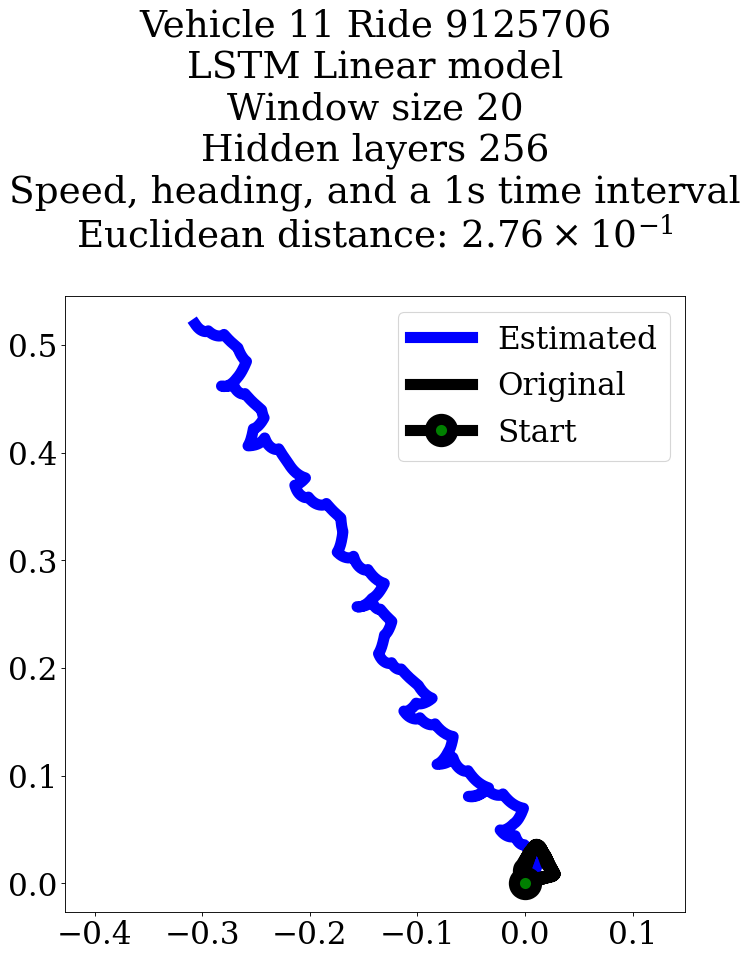 Vehicle 11 Ride 9125706
LSTM Linear model
Window size 20
Hidden layers 256
Speed, heading, and a 1s time interval
Euclidean distance: 2.76 × 10⁻¹
Estimated
Original
Start
0.5
0.4
0.3
0.2
0.1
0.0
−0.4 −0.3 −0.2 −0.1 0.0 0.1